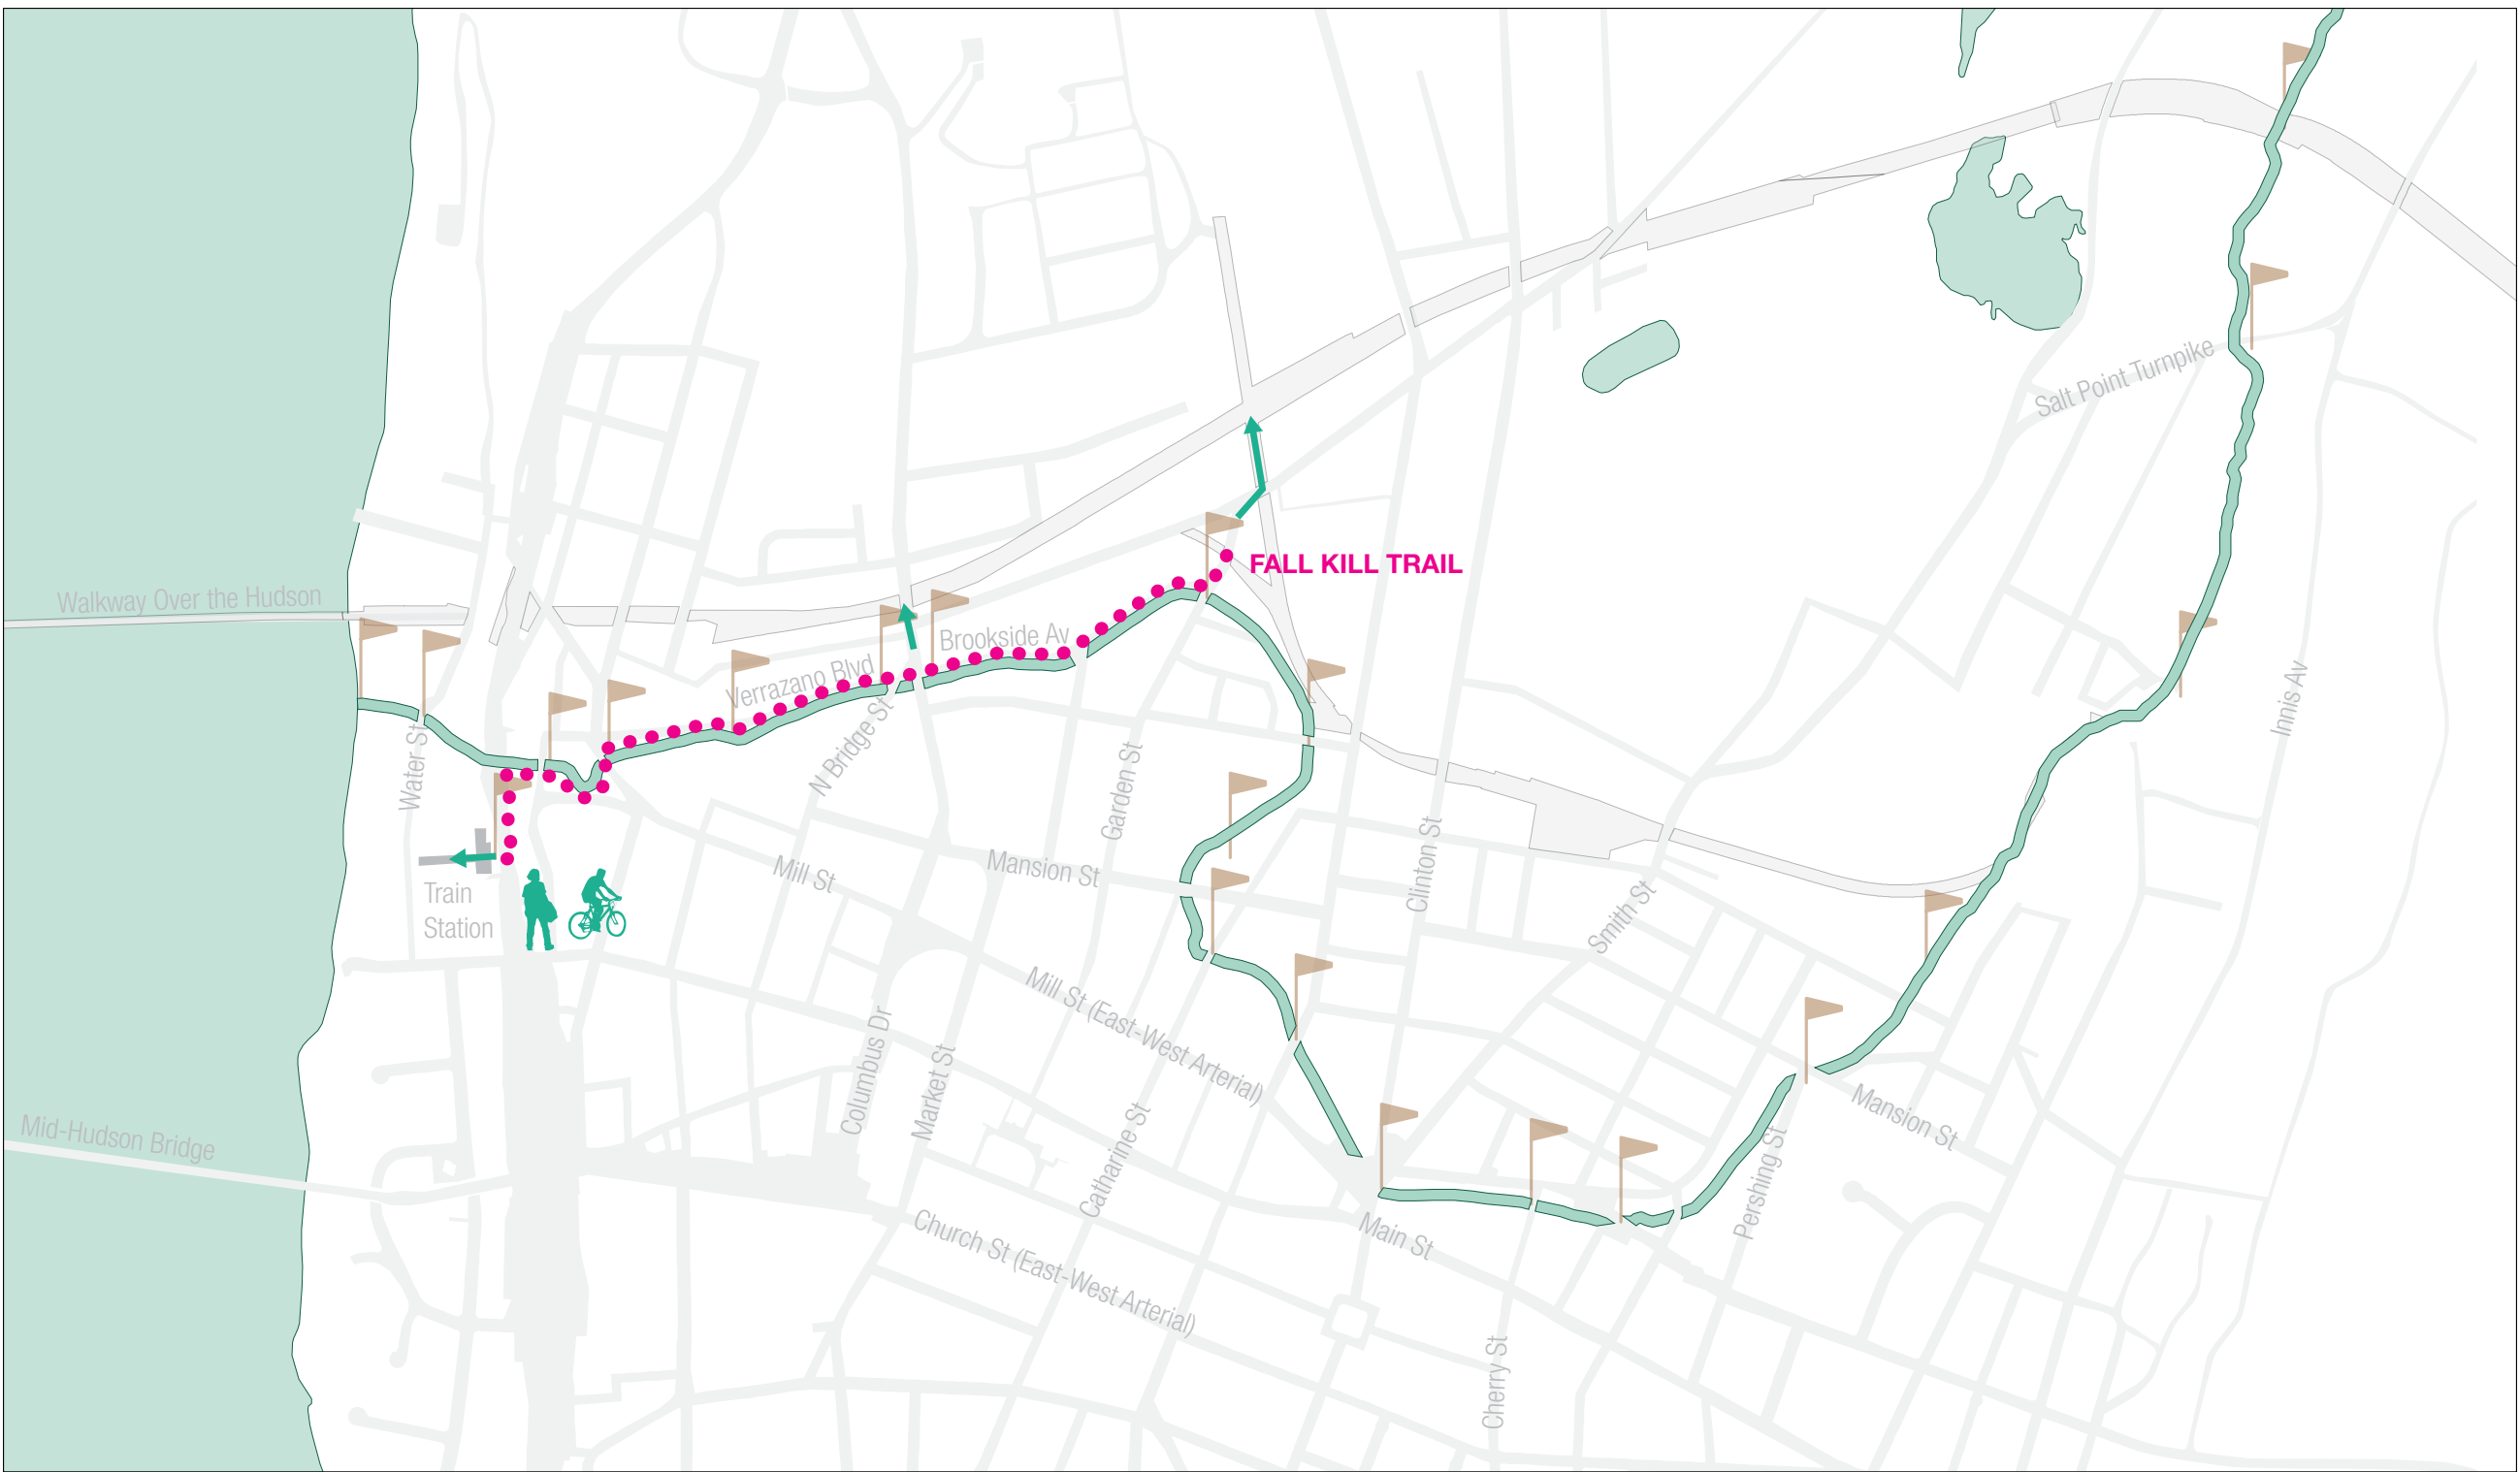 Salt Point Turnpike
FALL KILL TRAIL
Walkway Over the Hudson
Brookside Av
Verrazano Blvd
Innis Av
N Bridge St
Water St
Garden St
Clinton St
Mill St
Mansion St
Train
Station
Smith St
Mill St (East-West Arterial)
Columbus Dr
Market St
Mansion St
Mid-Hudson Bridge
Catharine St
Pershing St
Church St (East-West Arterial)
Main St
Cherry St